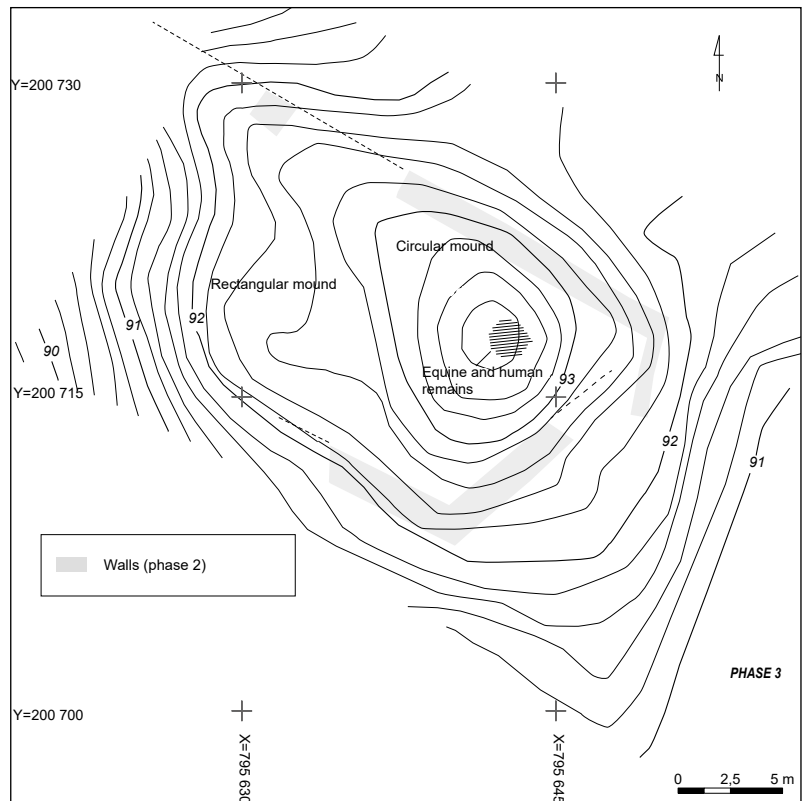 Y=200 730
N
Circular mound
Rectangular mound
92
91
90
Equine and human
remains
93
Y=200 715
92
91
Walls (phase 2)
PHASE 3
Y=200 700
X=795 630
X=795 645
0 2,5 5 m